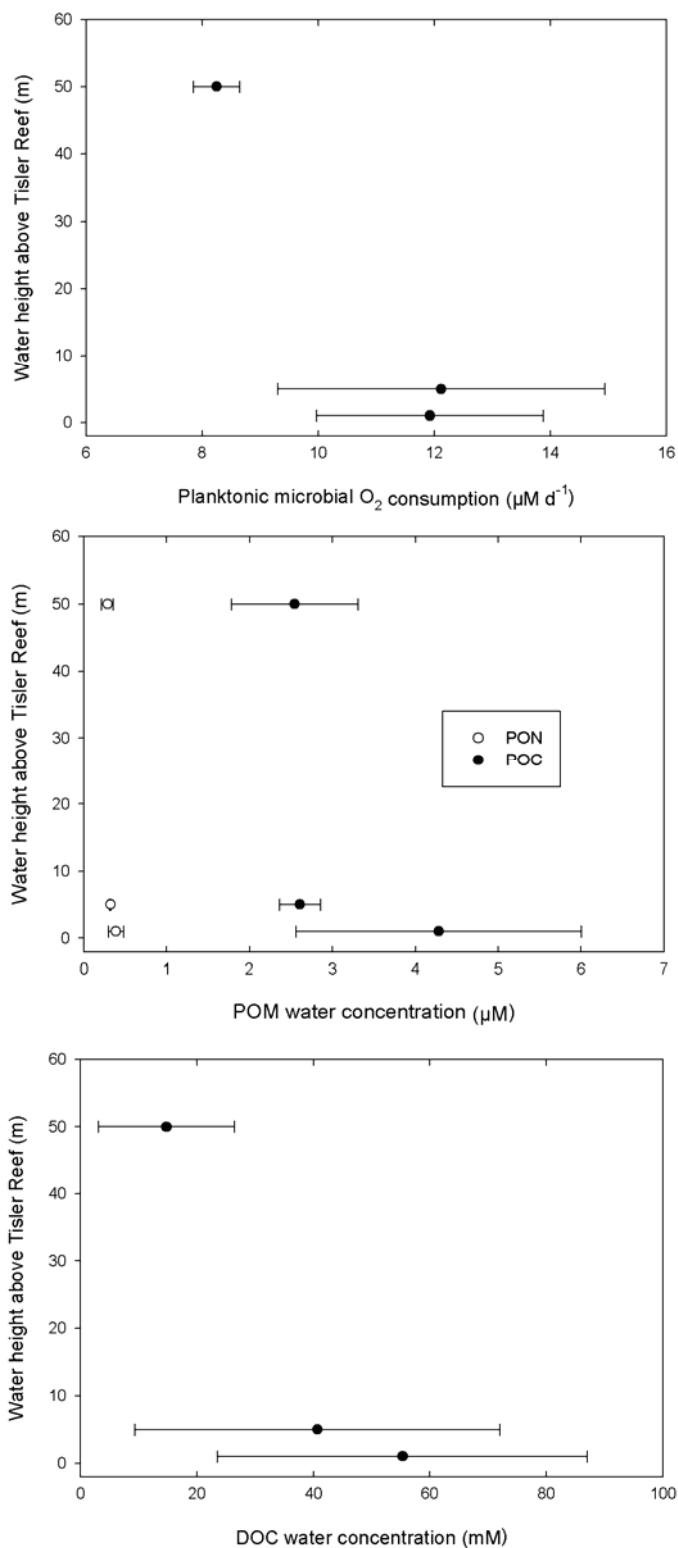 60
50
40
30
20
10
0
Water height above Tisler Reef (m)
6 8 10 12 14 16
Planktonic microbial O₂ consumption (µM d⁻¹)
60
50
40
30
20
10
0
Water height above Tisler Reef (m)
PON
POC
0 1 2 3 4 5 6 7
POM water concentration (µM)
60
50
40
30
20
10
0
Water height above Tisler Reef (m)
0 20 40 60 80 100
DOC water concentration (mM)